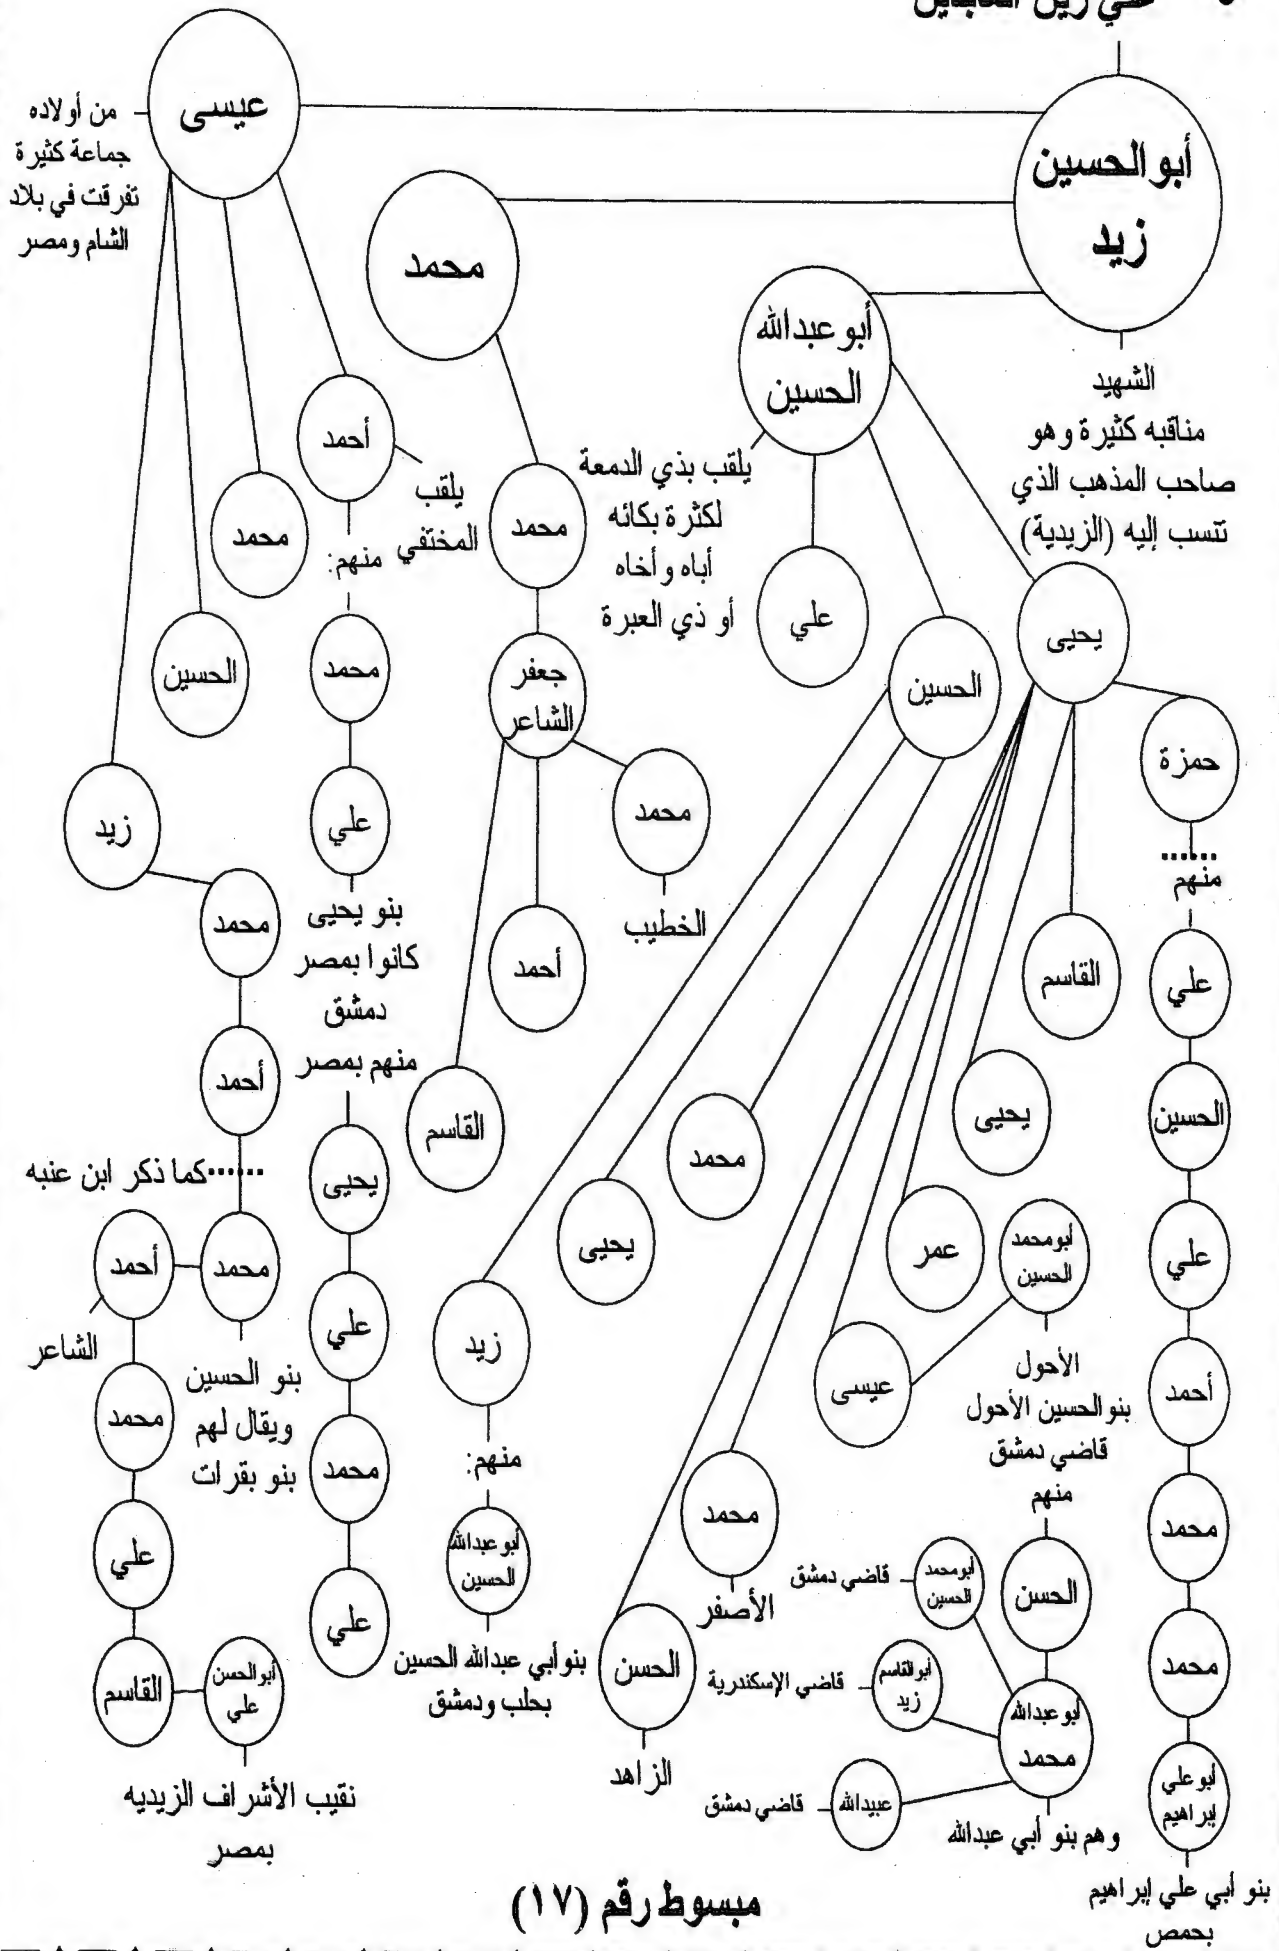 علي زين العابدين
أبو الحسين
زيد
الشهيد
مناقبه كثيرة وهو
صاحب المذهب الذي
تنسب إليه (الزيدية)
عيسى
من أولاده
جماعة كثيرة
تفرقت في بلاد
الشام ومصر
محمد
أبو عبدالله
الحسين
يلقب بذي الدمعة
لكثرة بكائه
أباه وأخاه
أو ذي العبرة
يحيى
الحسين
علي
حمزة
......
منهم
علي
الحسين
علي
أحمد
محمد
محمد
أبو علي
إبراهيم
بنو أبي علي إبراهيم
بحمص
القاسم
يحيى
عمر
عيسى
أبومحمد
الحسين
الأحول
بنو الحسين الأحول
قاضي دمشق
منهم
الحسن
أبو عبدالله
محمد
وهم بنو أبي عبدالله
أبومحمد
الحسين
قاضي دمشق
أبوالقاسم
زيد
قاضي الإسكندرية
عبيدالله
قاضي دمشق
محمد
الأصفر
الحسن
الزاهد
محمد
يحيى
زيد
منهم:
أبو عبدالله
الحسين
بنو أبي عبدالله الحسين
بحلب ودمشق
محمد
جعفر
الشاعر
محمد
الخطيب
أحمد
القاسم
أحمد
يلقب
المختفي
منهم:
محمد
علي
بنو يحيى
كانوا بمصر
دمشق
منهم بمصر
يحيى
علي
محمد
علي
محمد
الحسين
زيد
محمد
أحمد
......كما ذكر ابن عنبه
محمد
بنو الحسين
ويقال لهم
بنو بقرات
أحمد
الشاعر
محمد
علي
القاسم
أبو الحسن
علي
نقيب الأشراف الزيديه
بمصر
مبسوط رقم (١٧)